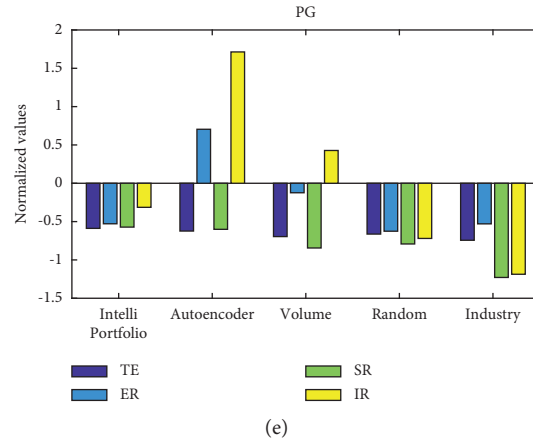 PG
2
1.5
1
0.5
0
-0.5
-1
-1.5
Normalized values
Intelli
Portfolio
Autoencoder
Volume
Random
Industry
TE
ER
SR
IR
(e)